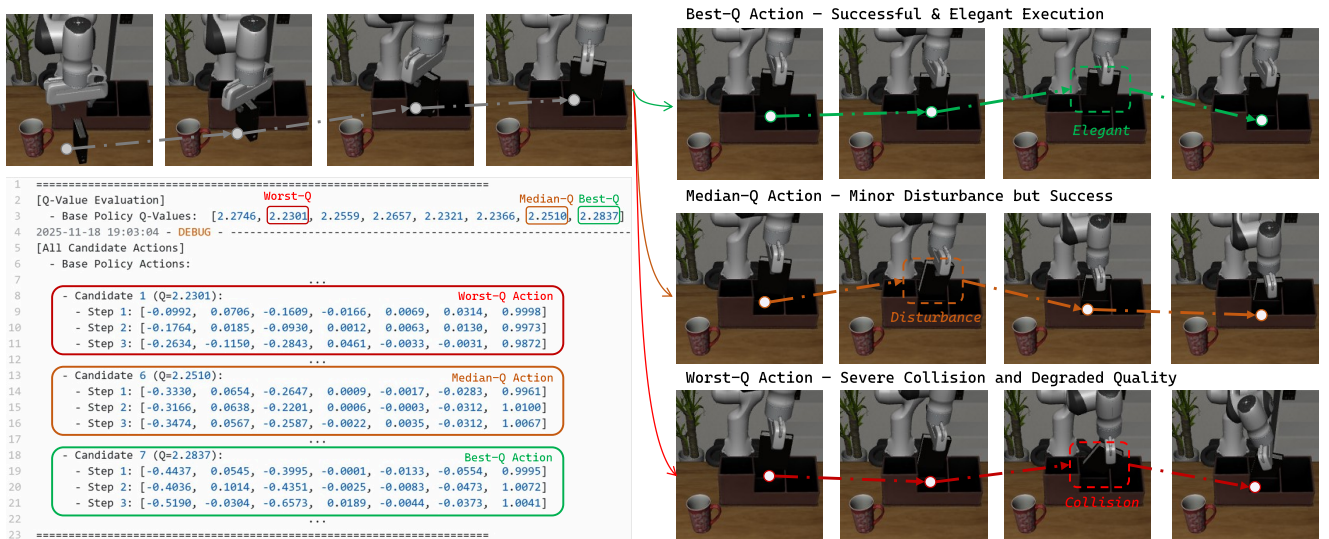 1 =====================================================================
2 [Q-Value Evaluation]
Worst-Q
Median-Q Best-Q
3 - Base Policy Q-Values: [2.2746, 2.2301, 2.2559, 2.2657, 2.2321, 2.2366, 2.2510, 2.2837]
4 2025-11-18 19:03:04 - DEBUG - -------------------------------------------------------------
5 [All Candidate Actions]
6 - Base Policy Actions:
7 ...
8 - Candidate 1 (Q=2.2301): Worst-Q Action
9 - Step 1: [-0.0992, 0.0706, -0.1609, -0.0166, 0.0069, 0.0314, 0.9998]
10 - Step 2: [-0.1764, 0.0185, -0.0930, 0.0012, 0.0063, 0.0130, 0.9973]
11 - Step 3: [-0.2634, -0.1150, -0.2843, 0.0461, -0.0033, -0.0031, 0.9872]
12 ...
13 - Candidate 6 (Q=2.2510): Median-Q Action
14 - Step 1: [-0.3330, 0.0654, -0.2647, 0.0009, -0.0017, -0.0283, 0.9961]
15 - Step 2: [-0.3166, 0.0638, -0.2201, 0.0006, -0.0003, -0.0312, 1.0100]
16 - Step 3: [-0.3474, 0.0567, -0.2587, -0.0022, 0.0035, -0.0312, 1.0067]
17 ...
18 - Candidate 7 (Q=2.2837): Best-Q Action
19 - Step 1: [-0.4437, 0.0545, -0.3995, -0.0001, -0.0133, -0.0554, 0.9995]
20 - Step 2: [-0.4036, 0.1014, -0.4351, -0.0025, -0.0083, -0.0473, 1.0072]
21 - Step 3: [-0.5190, -0.0304, -0.6573, 0.0189, -0.0044, -0.0373, 1.0041]
22 ...
23 =====================================================================
Best-Q Action – Successful & Elegant Execution
Elegant
Median-Q Action – Minor Disturbance but Success
Disturbance
Worst-Q Action – Severe Collision and Degraded Quality
Collision